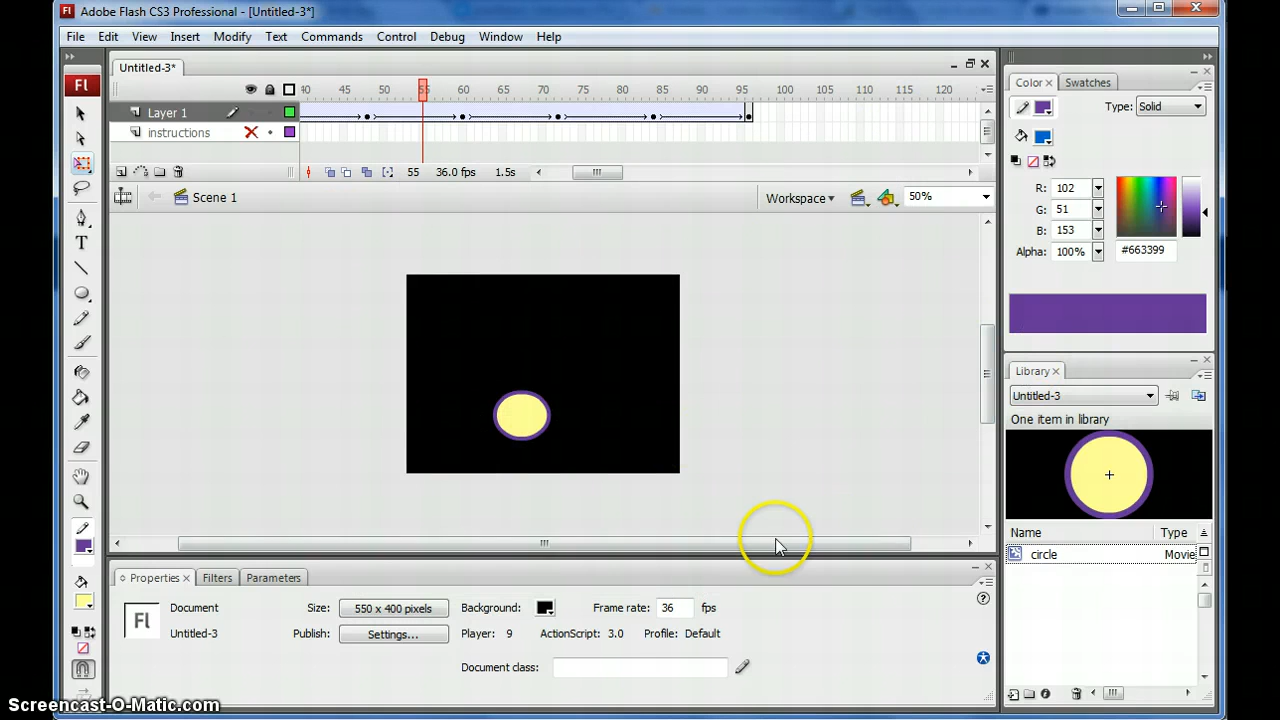 Adobe Flash CS3 Professional - [Untitled-3*]
File Edit View Insert Modify Text Commands Control Debug Window Help
Fl
Untitled-3*
40 45 50 55 60 65 70 75 80 85 90 95 100 105 110 115 120
Layer 1
instructions
55 36.0 fps 1.5s
Scene 1
Workspace
50%
Color
Swatches
Type: Solid
R: 102
G: 51
B: 153
Alpha: 100%
#663399
Library
Untitled-3
One item in library
Name Type
circle Movie
Properties Filters Parameters
Fl
Document
Untitled-3
Size: 550 x 400 pixels
Background:
Frame rate: 36 fps
Publish: Settings...
Player: 9 ActionScript: 3.0 Profile: Default
Document class:
Screencast-O-Matic.com